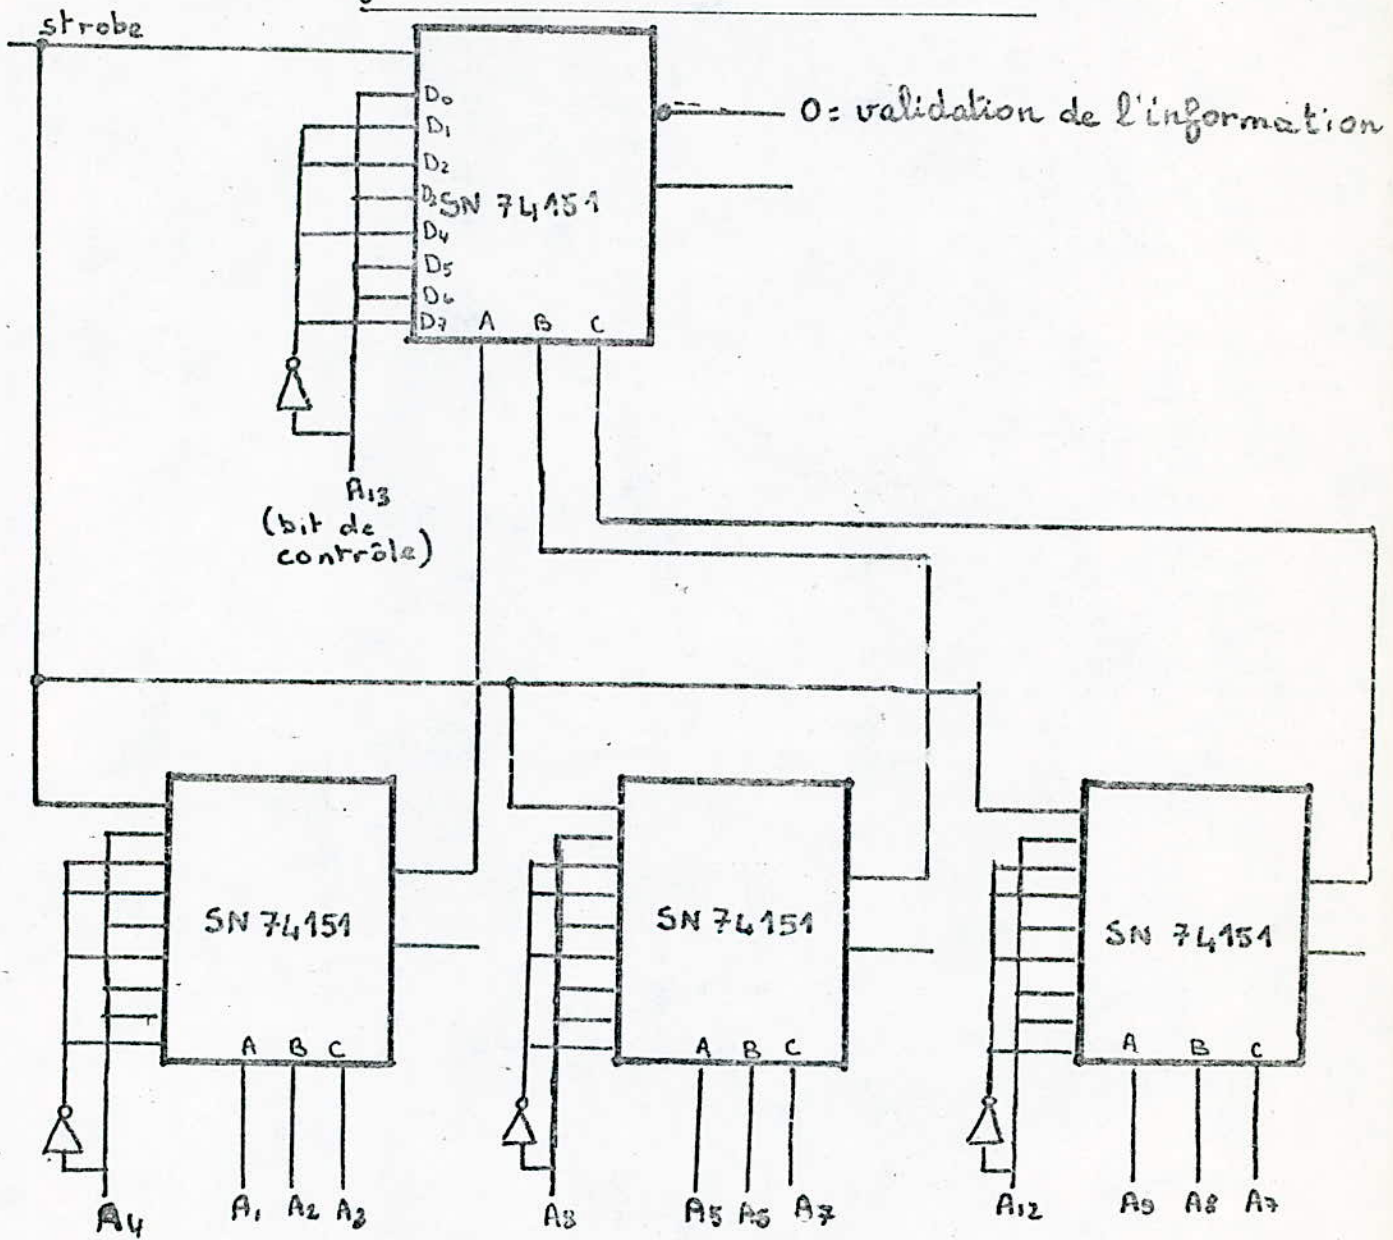 strobe
D0
D1
D2
D3
D4
D5
D6
D7
SN 74151
A B C
0 = validation de l'information
A13
(bit de
contrôle)
SN 74151
A B C
A4
A1 A2 A3
SN 74151
A B C
A8
A5 A6 A7
SN 74151
A B C
A12
A9 A8 A7